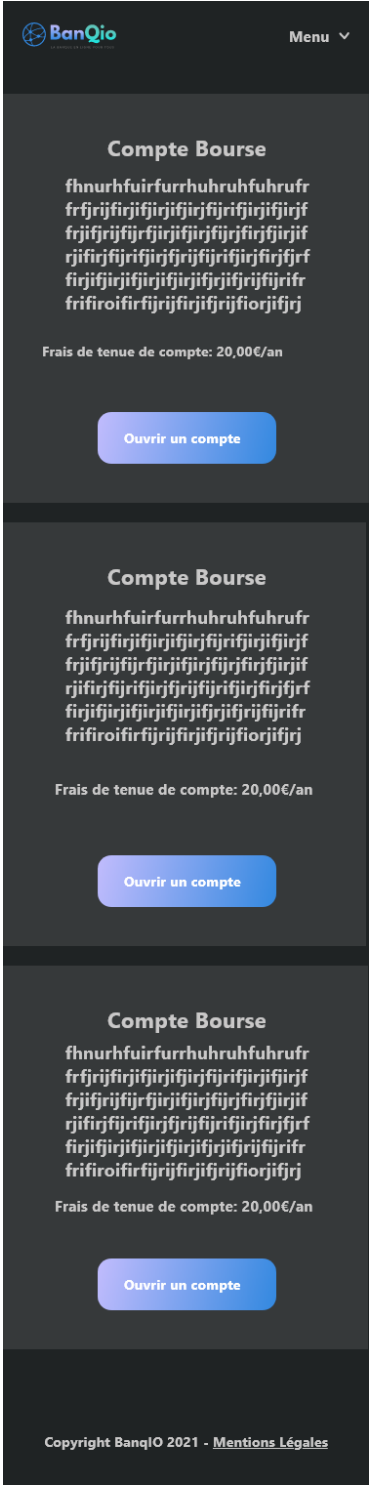 BanQio
Menu
Compte Bourse
fhnurhfuirfurrhuhruhfuhrufr
frfjrijfirjifjirjifjirjfijrifjirjifjirjf
frjifjrijfijrfjirjifjirjfijrjfirjfjirjif
rjifirjfijrifjirjfjrijfijrifjirjfirjfjrf
firjifjirjifjirjifjirjifjrjifjrijfijrifr
frifiroifirfijrijfirjifjrijfiorjifjrj
Frais de tenue de compte: 20,00€/an
Ouvrir un compte
Compte Bourse
fhnurhfuirfurrhuhruhfuhrufr
frfjrijfirjifjirjifjirjfijrifjirjifjirjf
frjifjrijfijrfjirjifjirjfijrjfirjfjirjif
rjifirjfijrifjirjfjrijfijrifjirjfirjfjrf
firjifjirjifjirjifjirjifjrjifjrijfijrifr
frifiroifirfijrijfirjifjrijfiorjifjrj
Frais de tenue de compte: 20,00€/an
Ouvrir un compte
Compte Bourse
fhnurhfuirfurrhuhruhfuhrufr
frfjrijfirjifjirjifjirjfijrifjirjifjirjf
frjifjrijfijrfjirjifjirjfijrjfirjfjirjif
rjifirjfijrifjirjfjrijfijrifjirjfirjfjrf
firjifjirjifjirjifjirjifjrjifjrijfijrifr
frifiroifirfijrijfirjifjrijfiorjifjrj
Frais de tenue de compte: 20,00€/an
Ouvrir un compte
Copyright BanqIO 2021 - Mentions Légales